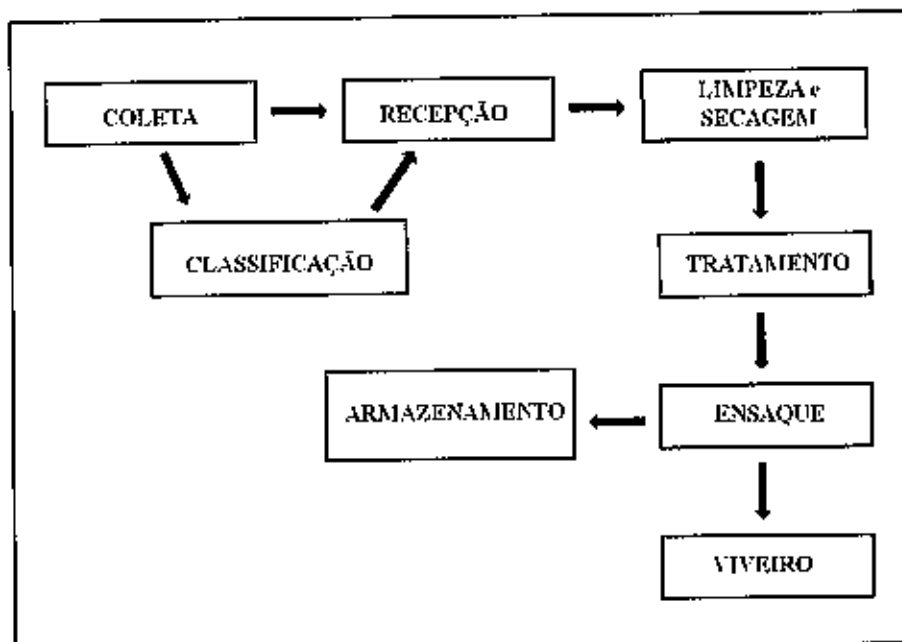 COLETA
RECEPÇÃO
LIMPEZA e
SECAGEM
CLASSIFICAÇÃO
TRATAMENTO
ARMAZENAMENTO
ENSAQUE
VIVEIRO